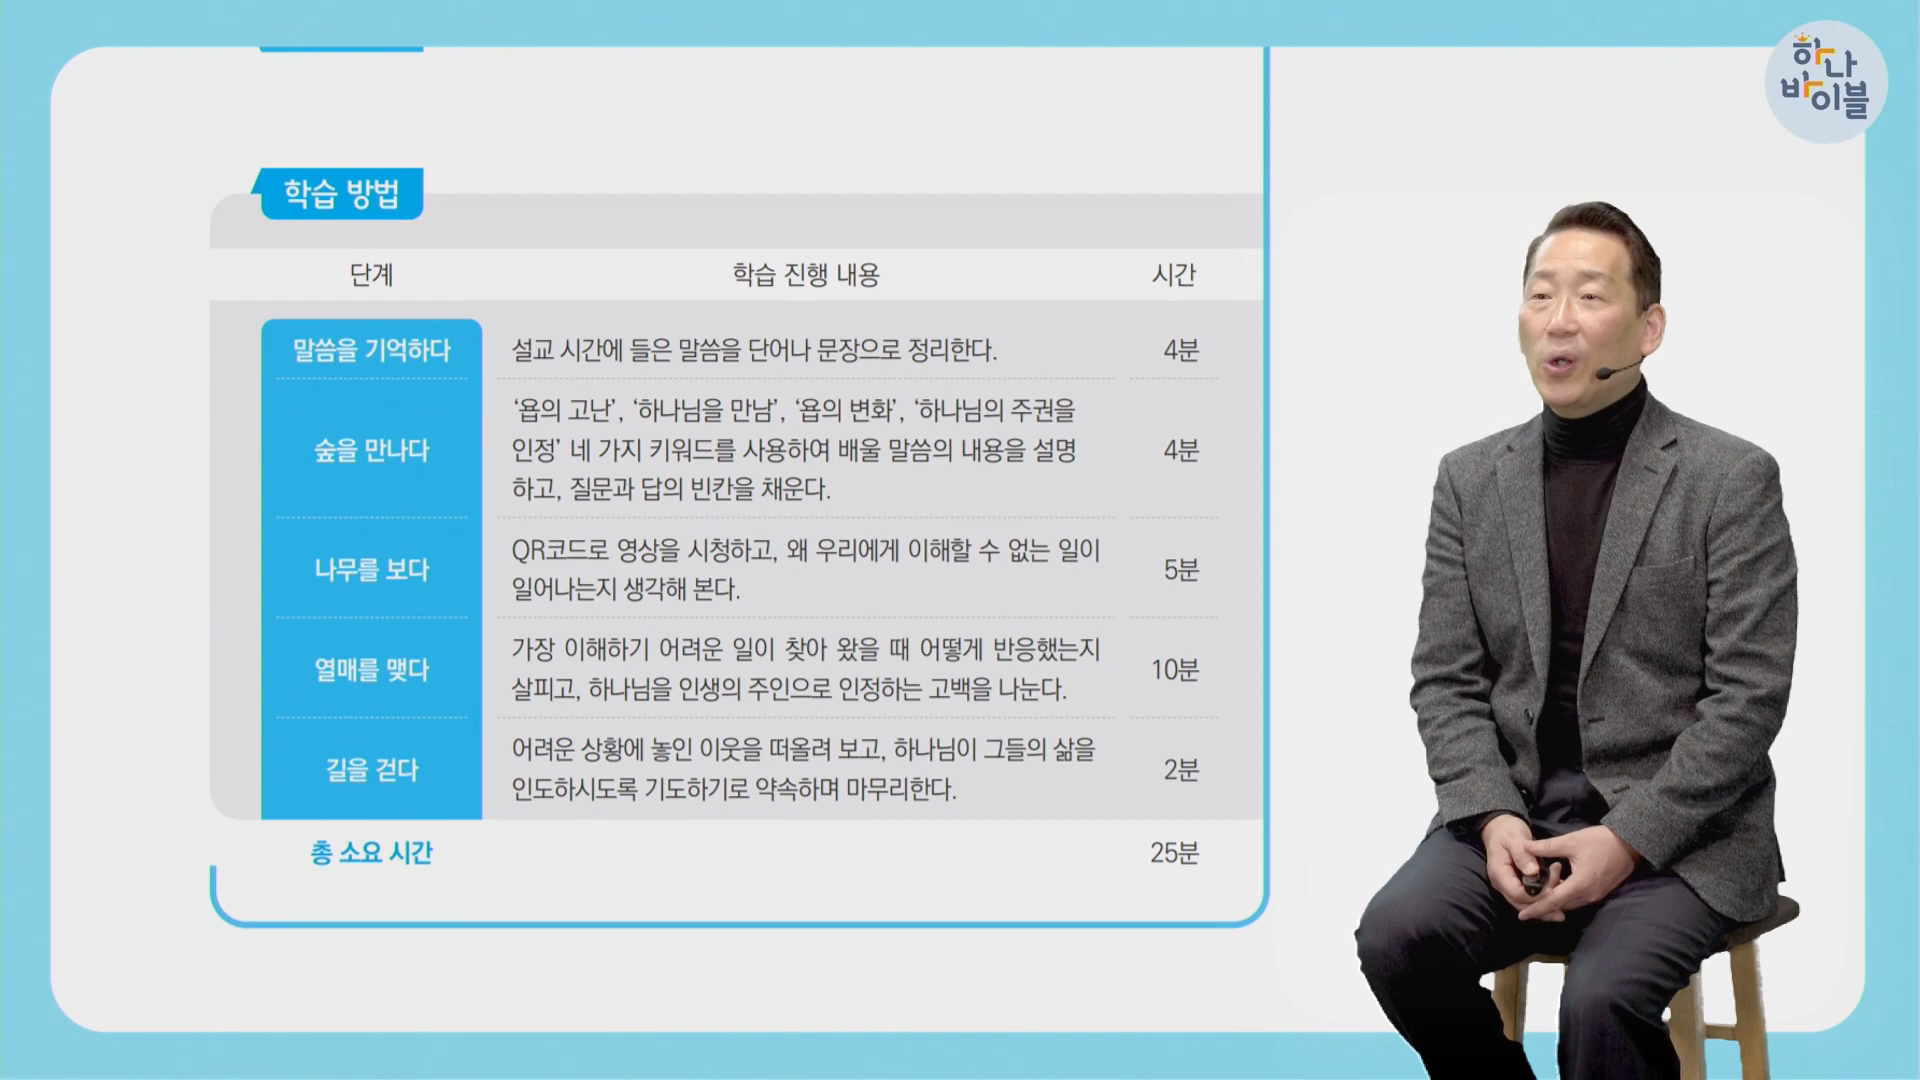 하나
바이블
학습 방법
단계 학습 진행 내용 시간
말씀을 기억하다 설교 시간에 들은 말씀을 단어나 문장으로 정리한다. 4분
숲을 만나다 ‘욥의 고난’, ‘하나님을 만남’, ‘욥의 변화’, ‘하나님의 주권을
인정’ 네 가지 키워드를 사용하여 배울 말씀의 내용을 설명
하고, 질문과 답의 빈칸을 채운다. 4분
나무를 보다 QR코드로 영상을 시청하고, 왜 우리에게 이해할 수 없는 일이
일어나는지 생각해 본다. 5분
열매를 맺다 가장 이해하기 어려운 일이 찾아 왔을 때 어떻게 반응했는지
살피고, 하나님을 인생의 주인으로 인정하는 고백을 나눈다. 10분
길을 걷다 어려운 상황에 놓인 이웃을 떠올려 보고, 하나님이 그들의 삶을
인도하시도록 기도하기로 약속하며 마무리한다. 2분
총 소요 시간 25분